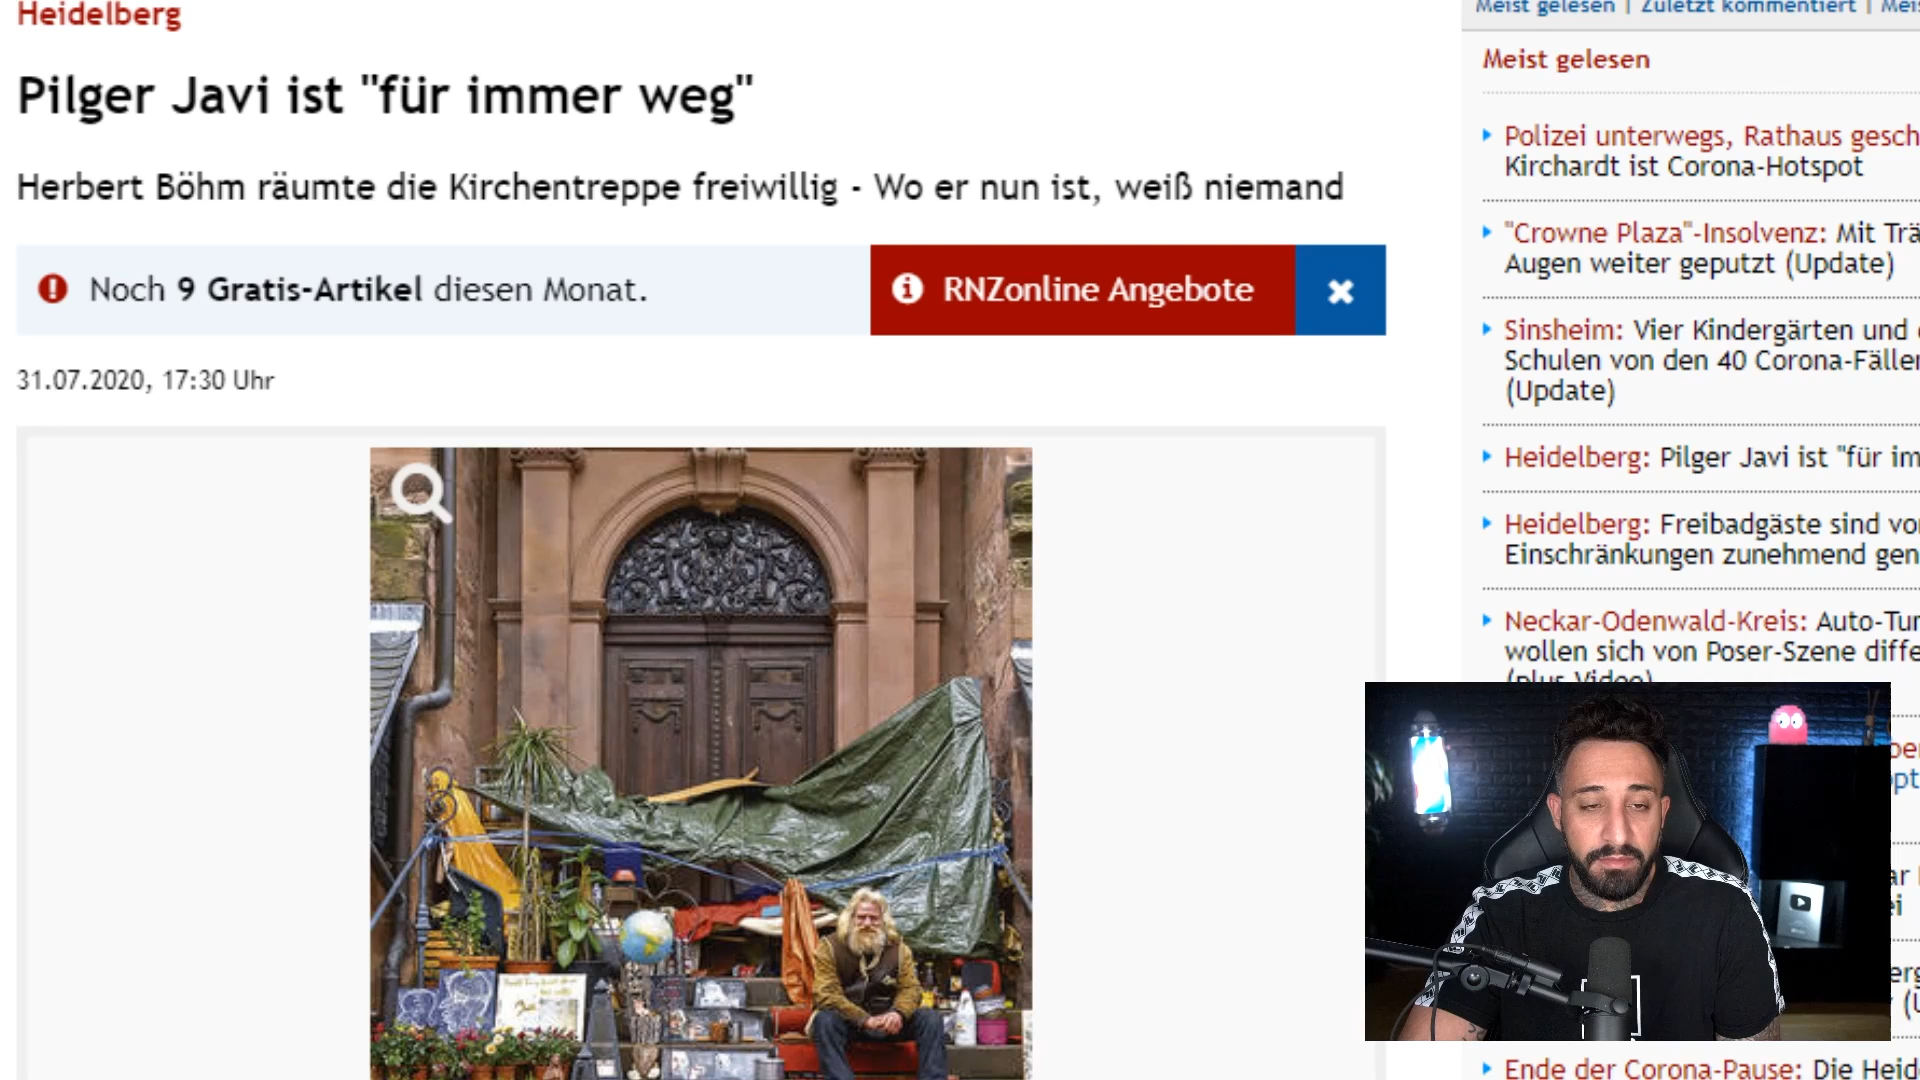 Heidelberg
Pilger Javi ist "für immer weg"
Herbert Böhm räumte die Kirchentreppe freiwillig - Wo er nun ist, weiß niemand
Noch 9 Gratis-Artikel diesen Monat.
RNZonline Angebote
31.07.2020, 17:30 Uhr
Meist gelesen | Zuletzt kommentiert |
Meist gelesen
Polizei unterwegs, Rathaus gesch
Kirchardt ist Corona-Hotspot
"Crowne Plaza"-Insolvenz: Mit Trä
Augen weiter geputzt (Update)
Sinsheim: Vier Kindergärten und
Schulen von den 40 Corona-Fälle
(Update)
Heidelberg: Pilger Javi ist "für im
Heidelberg: Freibadgäste sind vo
Einschränkungen zunehmend gen
Neckar-Odenwald-Kreis: Auto-Tu
wollen sich von Poser-Szene diffe
(plus Video)
Ende der Corona-Pause: Die Heid